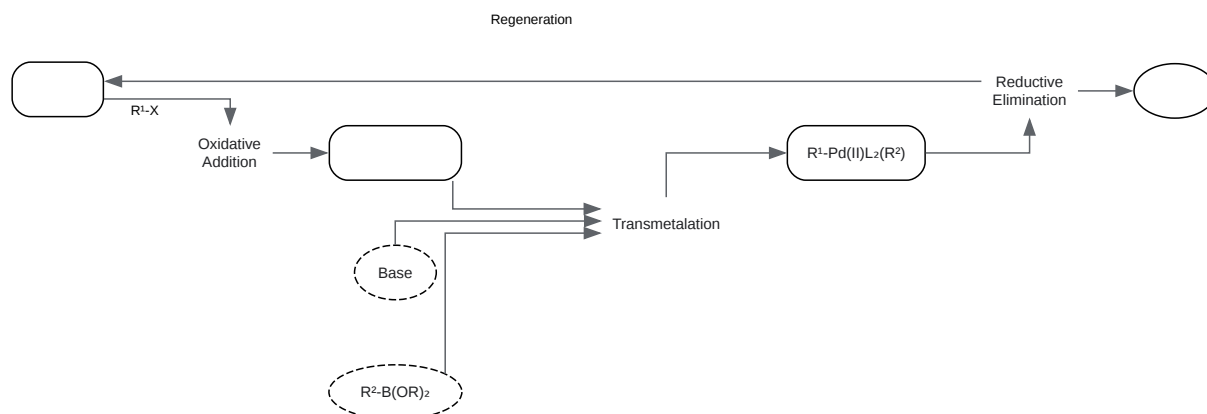 Regeneration
R¹-X
Oxidative
Addition
Reductive
Elimination
R¹-Pd(II)L₂(R²)
Transmetalation
Base
R²-B(OR)₂